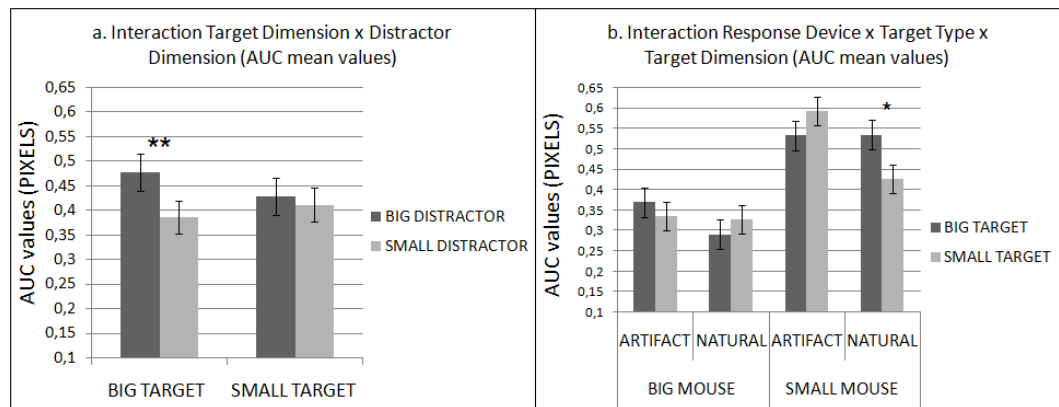 a. Interaction Target Dimension x Distractor
Dimension (AUC mean values)
AUC values (PIXELS)
0,65
0,6
0,55
0,5
0,45
0,4
0,35
0,3
0,25
0,2
0,15
0,1
**
BIG TARGET
SMALL TARGET
BIG DISTRACTOR
SMALL DISTRACTOR
b. Interaction Response Device x Target Type x
Target Dimension (AUC mean values)
AUC values (PIXELS)
0,65
0,6
0,55
0,5
0,45
0,4
0,35
0,3
0,25
0,2
0,15
0,1
*
ARTIFACT NATURAL ARTIFACT NATURAL
BIG MOUSE SMALL MOUSE
BIG TARGET
SMALL TARGET